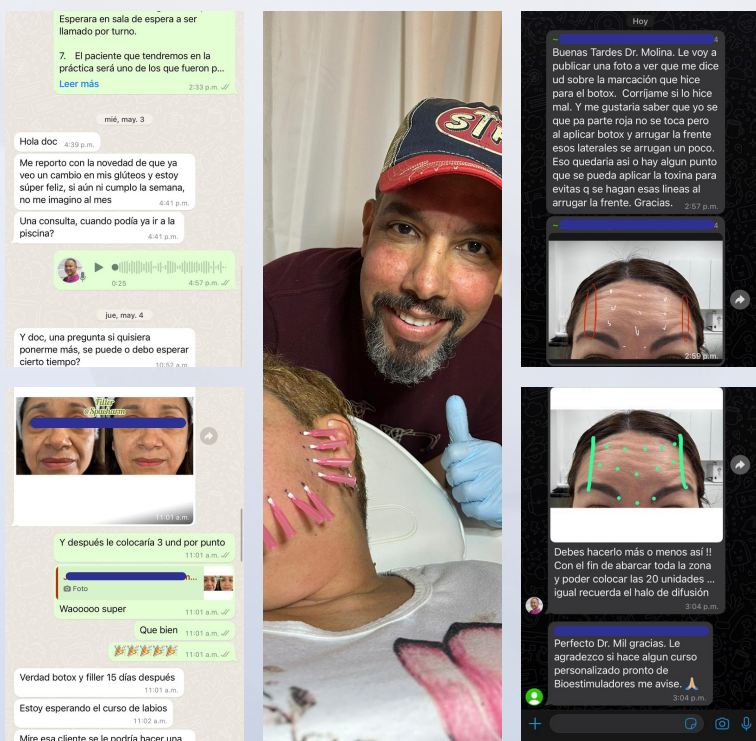 Esperara en sala de espera a ser
llamado por turno.
7. El paciente que tendremos en la
práctica será uno de los que fueron p...
Leer más
2:33 p.m.
mié, may. 3
Hola doc
4:39 p.m.
Me reporto con la novedad de que ya
veo un cambio en mis glúteos y estoy
súper feliz, si aún ni cumplo la semana,
no me imagino al mes
4:41 p.m.
Una consulta, cuando podía ya ir a la
piscina?
4:41 p.m.
0:25
4:57 p.m.
jue, may. 4
Y doc, una pregunta si quisiera
ponerme más, se puede o debo esperar
cierto tiempo?
10:52 a.m.
Filler
@Spapharm
11:01 a.m.
Y después le colocaría 3 und por punto
11:01 a.m.
Foto
Waooooo super
11:01 a.m.
Que bien
11:01 a.m.
11:01 a.m.
Verdad botox y filler 15 días después
11:01 a.m.
Estoy esperando el curso de labios
11:02 a.m.
Mire esa cliente se le podría hacer una
Hoy
Buenas Tardes Dr. Molina. Le voy a
publicar una foto a ver que me dice
ud sobre la marcación que hice
para el botox. Corríjame si lo hice
mal. Y me gustaria saber que yo se
que pa parte roja no se toca pero
al aplicar botox y arrugar la frente
esos laterales se arrugan un poco.
Eso quedaria asi o hay algun punto
que se pueda aplicar la toxina para
evitas q se hagan esas lineas al
arrugar la frente. Gracias.
2:57 p.m.
2:59 p.m.
Debes hacerlo más o menos así !!
Con el fin de abarcar toda la zona
y poder colocar las 20 unidades ...
igual recuerda el halo de difusión
3:04 p.m.
Perfecto Dr. Mil gracias. Le
agradezco si hace algun curso
personalizado pronto de
Bioestimuladores me avise.
3:04 p.m.